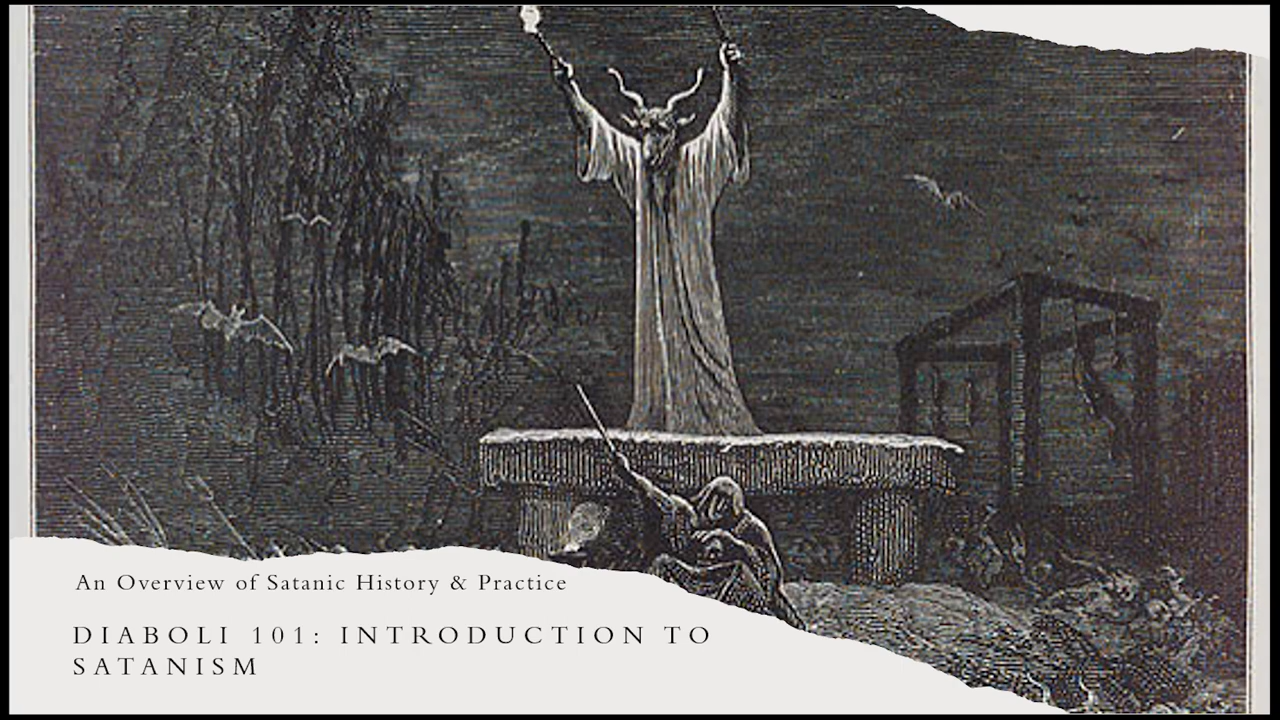 An Overview of Satanic History & Practice
DIABOLI 101: INTRODUCTION TO
SATANISM